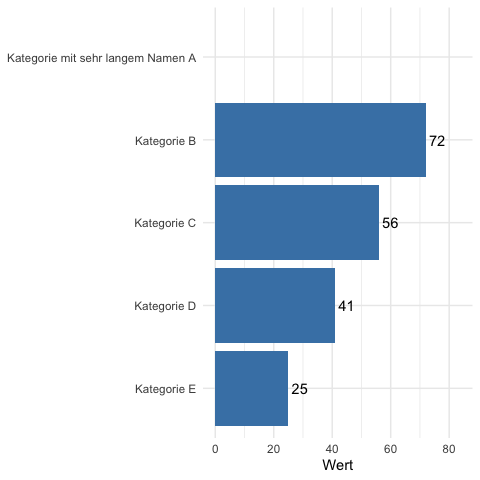 Kategorie mit sehr langem Namen A
Kategorie B
72
Kategorie C
56
Kategorie D
41
Kategorie E
25
0 20 40 60 80
Wert